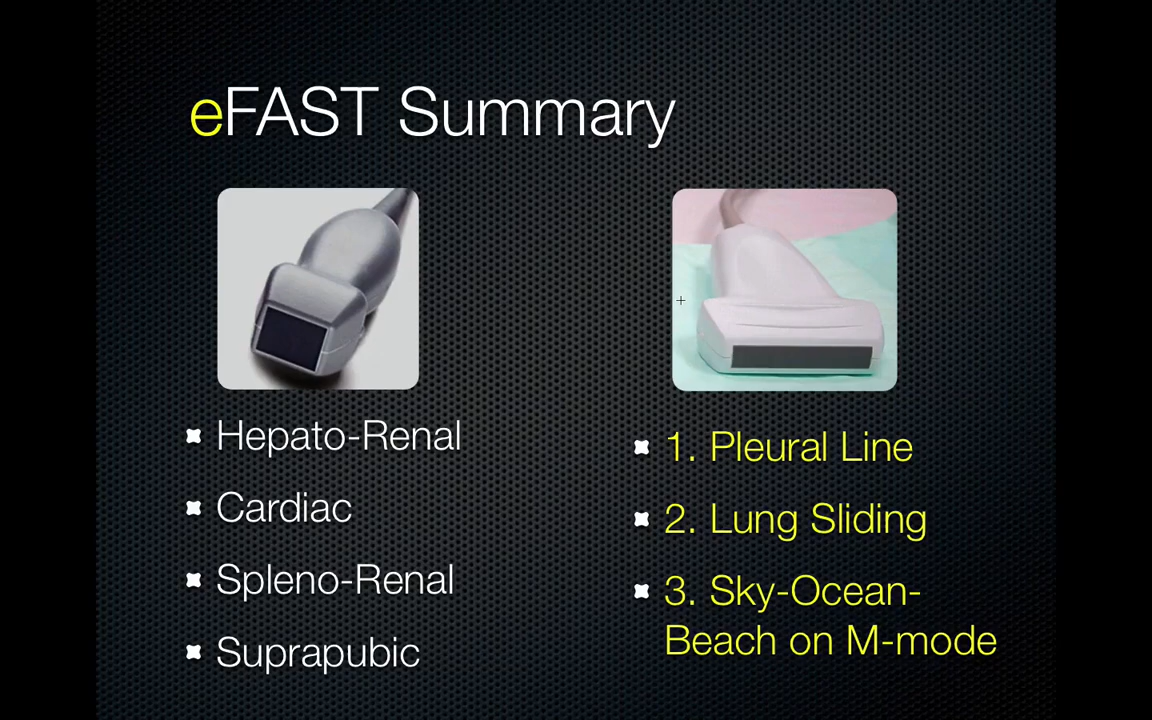 eFAST Summary
Hepato-Renal
Cardiac
Spleno-Renal
Suprapubic
1. Pleural Line
2. Lung Sliding
3. Sky-Ocean-
Beach on M-mode